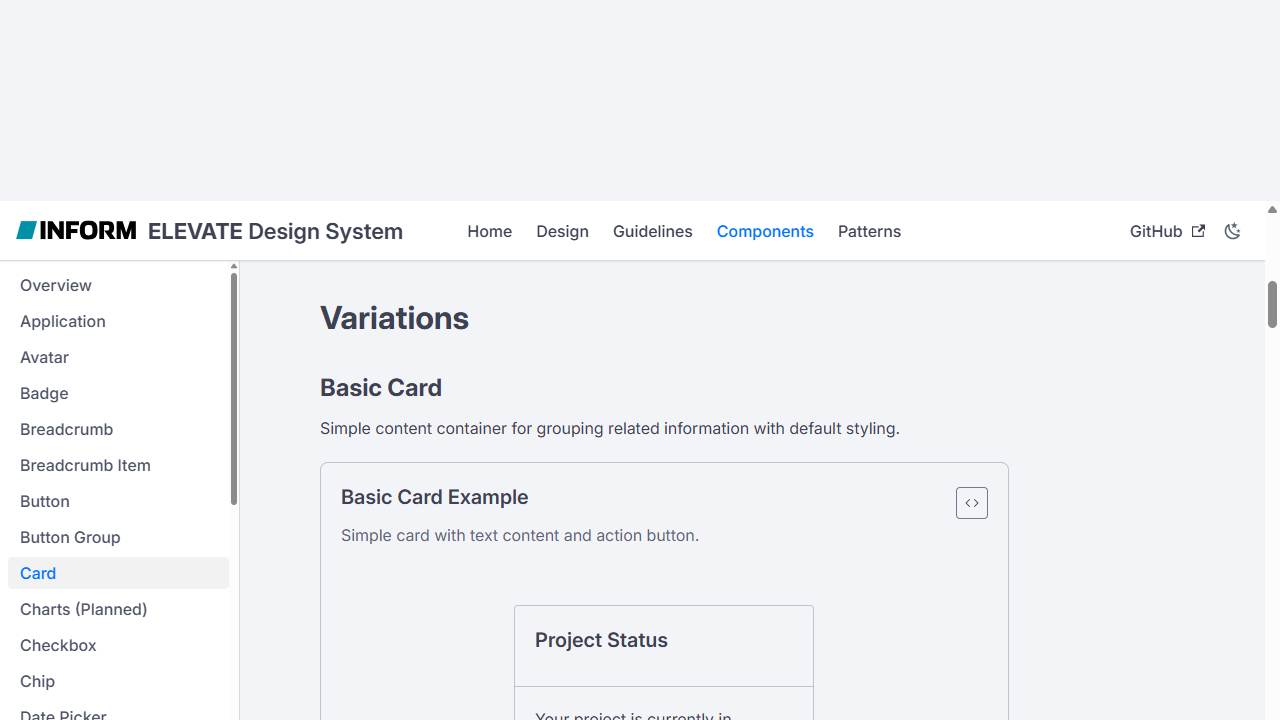 INFORM ELEVATE Design System Home Design Guidelines Components Patterns GitHub
Overview
Application
Avatar
Badge
Breadcrumb
Breadcrumb Item
Button
Button Group
Card
Charts (Planned)
Checkbox
Chip
Date Picker
Variations
Basic Card
Simple content container for grouping related information with default styling.
Basic Card Example
Simple card with text content and action button.
Project Status
Your project is currently in